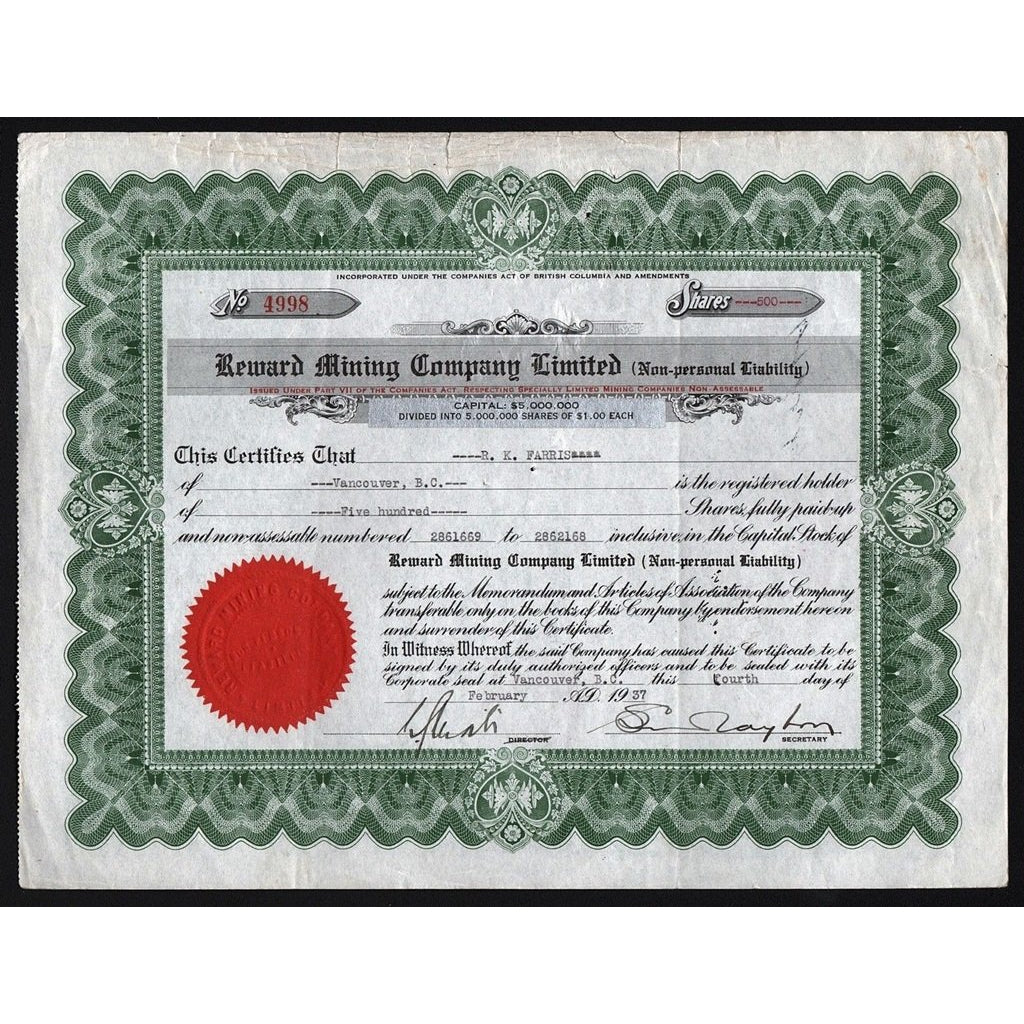 INCORPORATED UNDER THE COMPANIES ACT OF BRITISH COLUMBIA AND AMENDMENTS
No 4998
Shares ---500---
Reward Mining Company Limited (Non-personal Liability)
ISSUED UNDER PART VII OF THE COMPANIES ACT, RESPECTING SPECIALLY LIMITED MINING COMPANIES NON-ASSESSABLE
CAPITAL: $5,000,000
DIVIDED INTO 5,000,000 SHARES OF $1.00 EACH
This Certifies That ----R. K. FARRIS====
of ---Vancouver, B.C.--- is the registered holder
of ----Five hundred----- Shares, fully paid-up
and non-assessable numbered 2861669 to 2862168 inclusive, in the Capital Stock of
Reward Mining Company Limited (Non-personal Liability)
subject to the Memorandum and Articles of Association of the Company
transferable only on the books of this Company by endorsement hereon
and surrender of this Certificate.
In Witness Whereof, the said Company has caused this Certificate to be
signed by its duly authorized officers and to be sealed with its
Corporate seal at Vancouver, B.C. this fourth day of
February A.D. 1937
DIRECTOR
SECRETARY